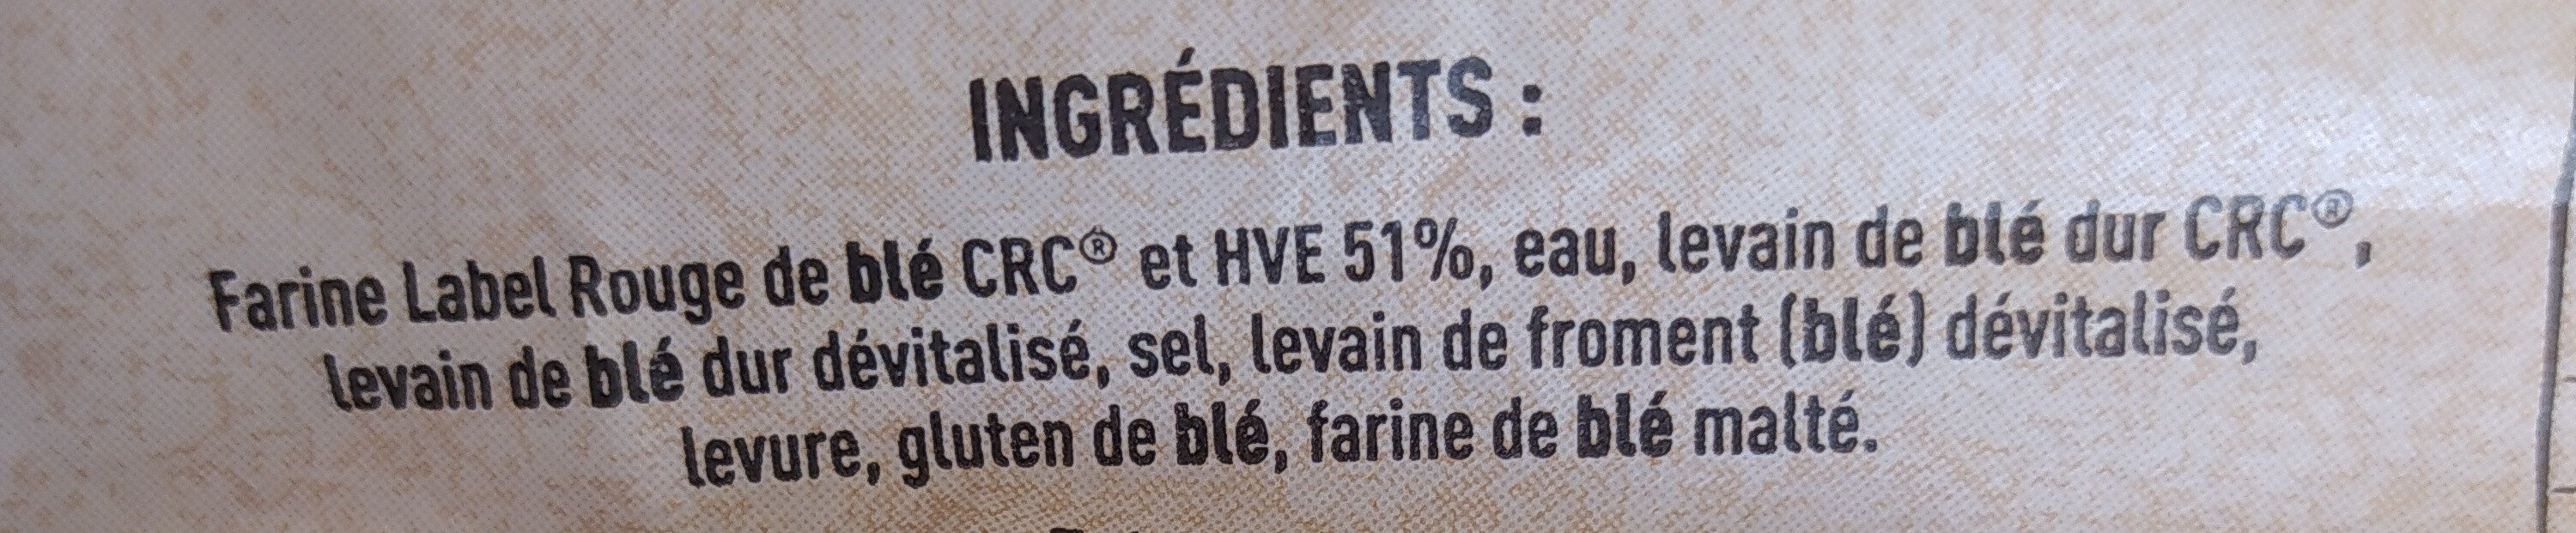 INGRÉDIENTS :
Farine Label Rouge de blé CRC® et HVE 51%, eau, levain de blé dur CRC®,
levain de blé dur dévitalisé, sel, levain de froment (blé) dévitalisé,
levure, gluten de blé, farine de blé malté.